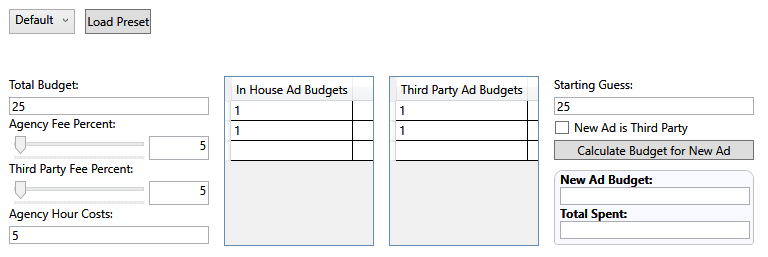 Default
Load Preset
Total Budget:
25
Agency Fee Percent:
5
Third Party Fee Percent:
5
Agency Hour Costs:
5
In House Ad Budgets
1
1
Third Party Ad Budgets
1
1
Starting Guess:
25
New Ad is Third Party
Calculate Budget for New Ad
New Ad Budget:
Total Spent: